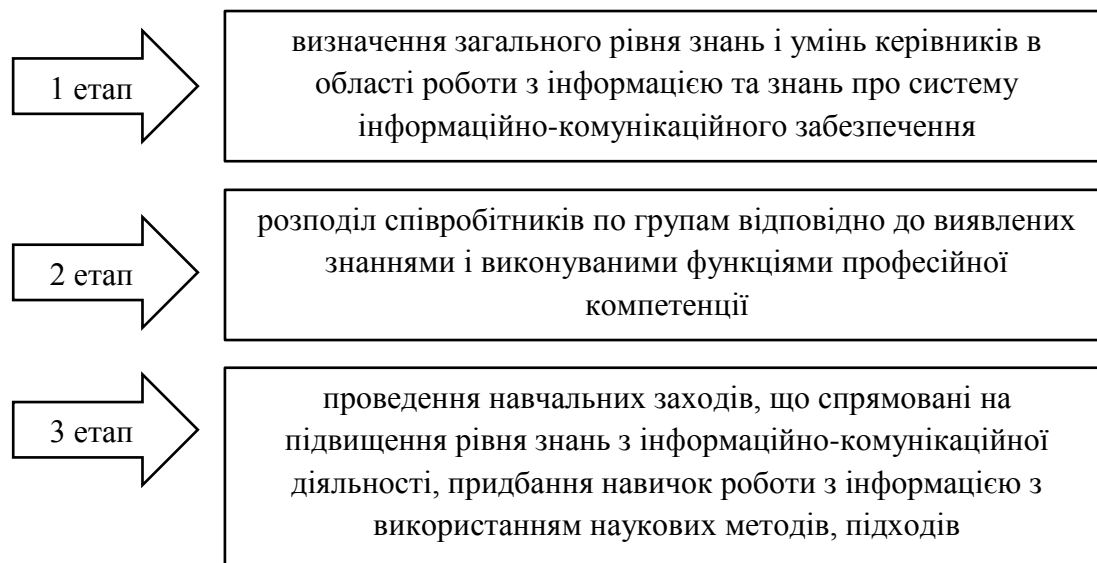 1 етап
визначення загального рівня знань і умінь керівників в
області роботи з інформацією та знань про систему
інформаційно-комунікаційного забезпечення
2 етап
розподіл співробітників по групам відповідно до виявлених
знаннями і виконуваними функціями професійної
компетенції
3 етап
проведення навчальних заходів, що спрямовані на
підвищення рівня знань з інформаційно-комунікаційної
діяльності, придбання навичок роботи з інформацією з
використанням наукових методів, підходів